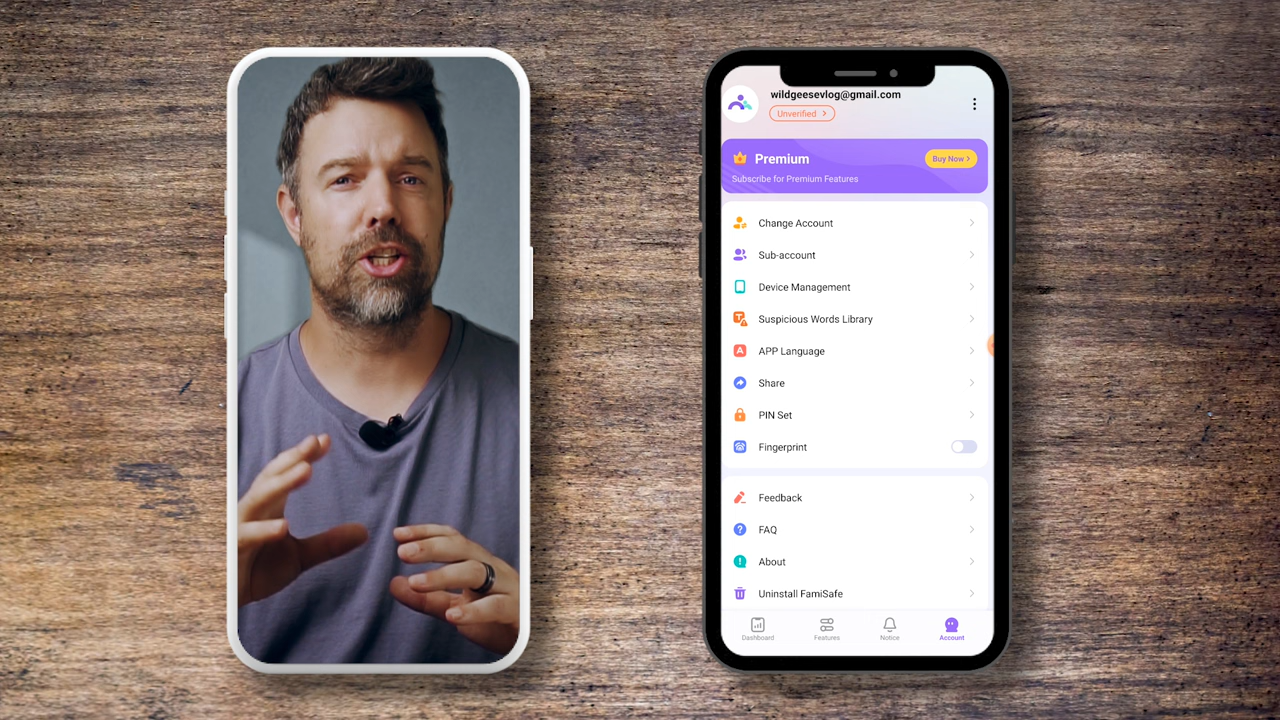 wildgeesevlog@gmail.com
Unverified
Premium
Buy Now
Subscribe for Premium Features
Change Account
Sub-account
Device Management
Suspicious Words Library
APP Language
Share
PIN Set
Fingerprint
Feedback
FAQ
About
Uninstall FamiSafe
Dashboard
Features
Notice
Account